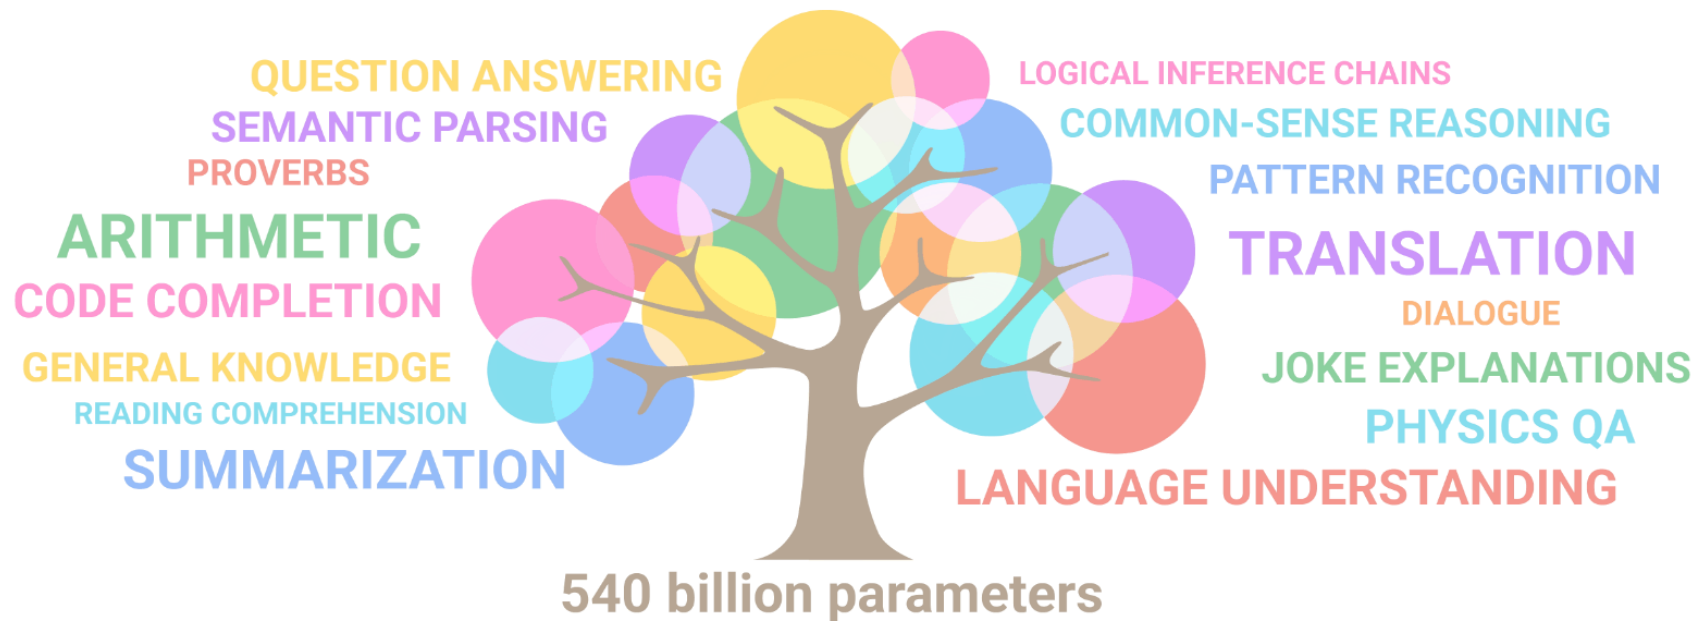 QUESTION ANSWERING
SEMANTIC PARSING
PROVERBS
ARITHMETIC
CODE COMPLETION
GENERAL KNOWLEDGE
READING COMPREHENSION
SUMMARIZATION
LOGICAL INFERENCE CHAINS
COMMON-SENSE REASONING
PATTERN RECOGNITION
TRANSLATION
DIALOGUE
JOKE EXPLANATIONS
PHYSICS QA
LANGUAGE UNDERSTANDING
540 billion parameters